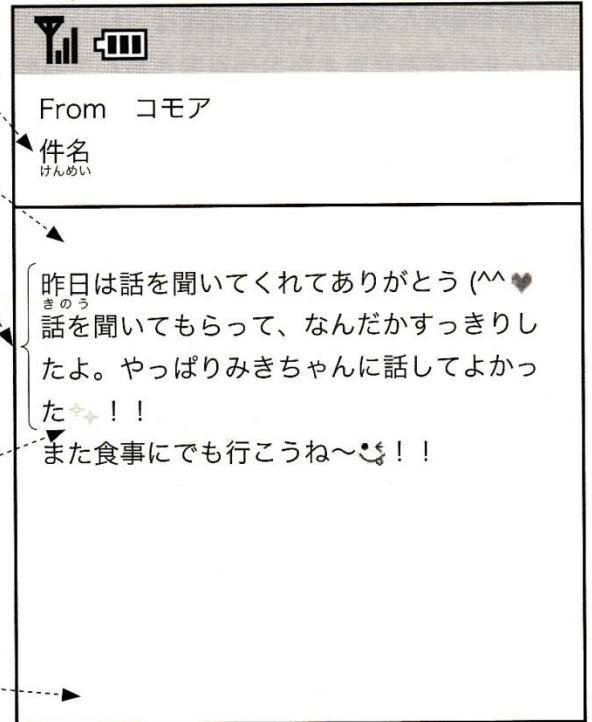 From　コモア
件名
けんめい
昨日は話を聞いてくれてありがとう (^^♥
きのう
話を聞いてもらって、なんだかすっきりし
たよ。やっぱりみきちゃんに話してよかっ
た✨！！
また食事にでも行こうね～😜！！